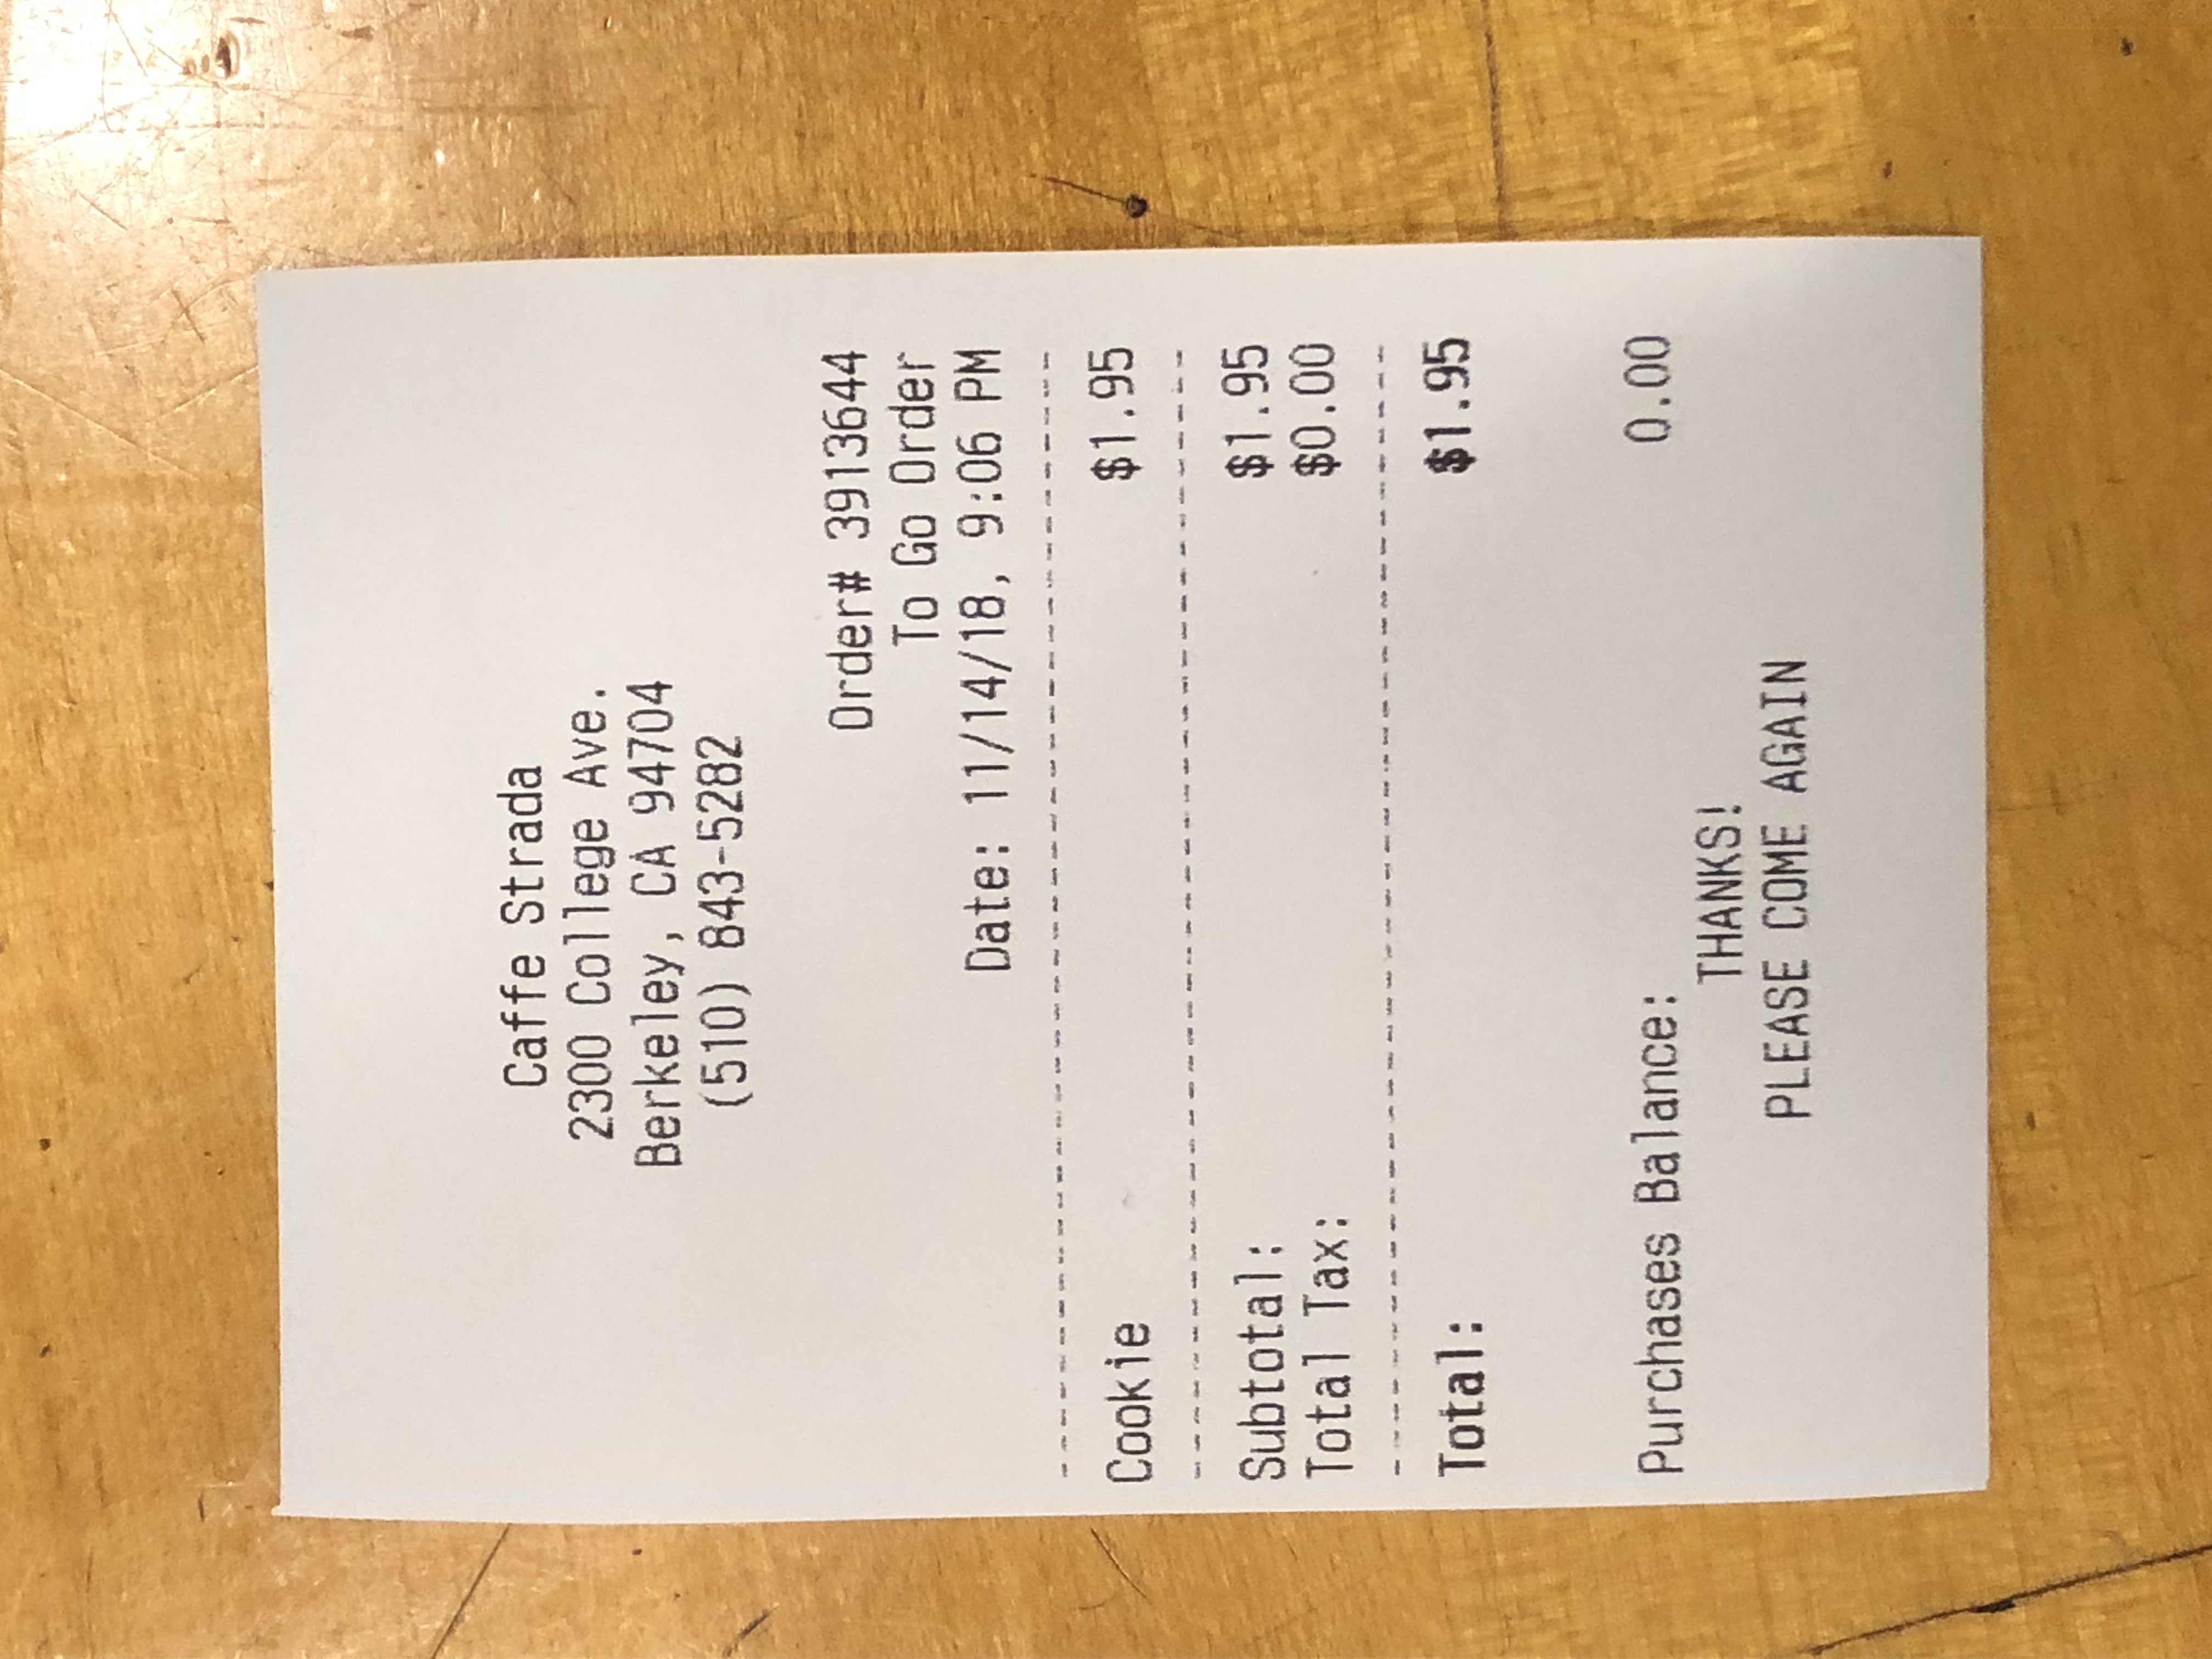 Caffe Strada
2300 College Ave.
Berkeley, CA 94704
(510) 843-5282
Order# 3913644
To Go Order
Date: 11/14/18, 9:06 PM
Cookie $1.95
Subtotal: $1.95
Total Tax: $0.00
Total: $1.95
Purchases Balance: 0.00
THANKS!
PLEASE COME AGAIN